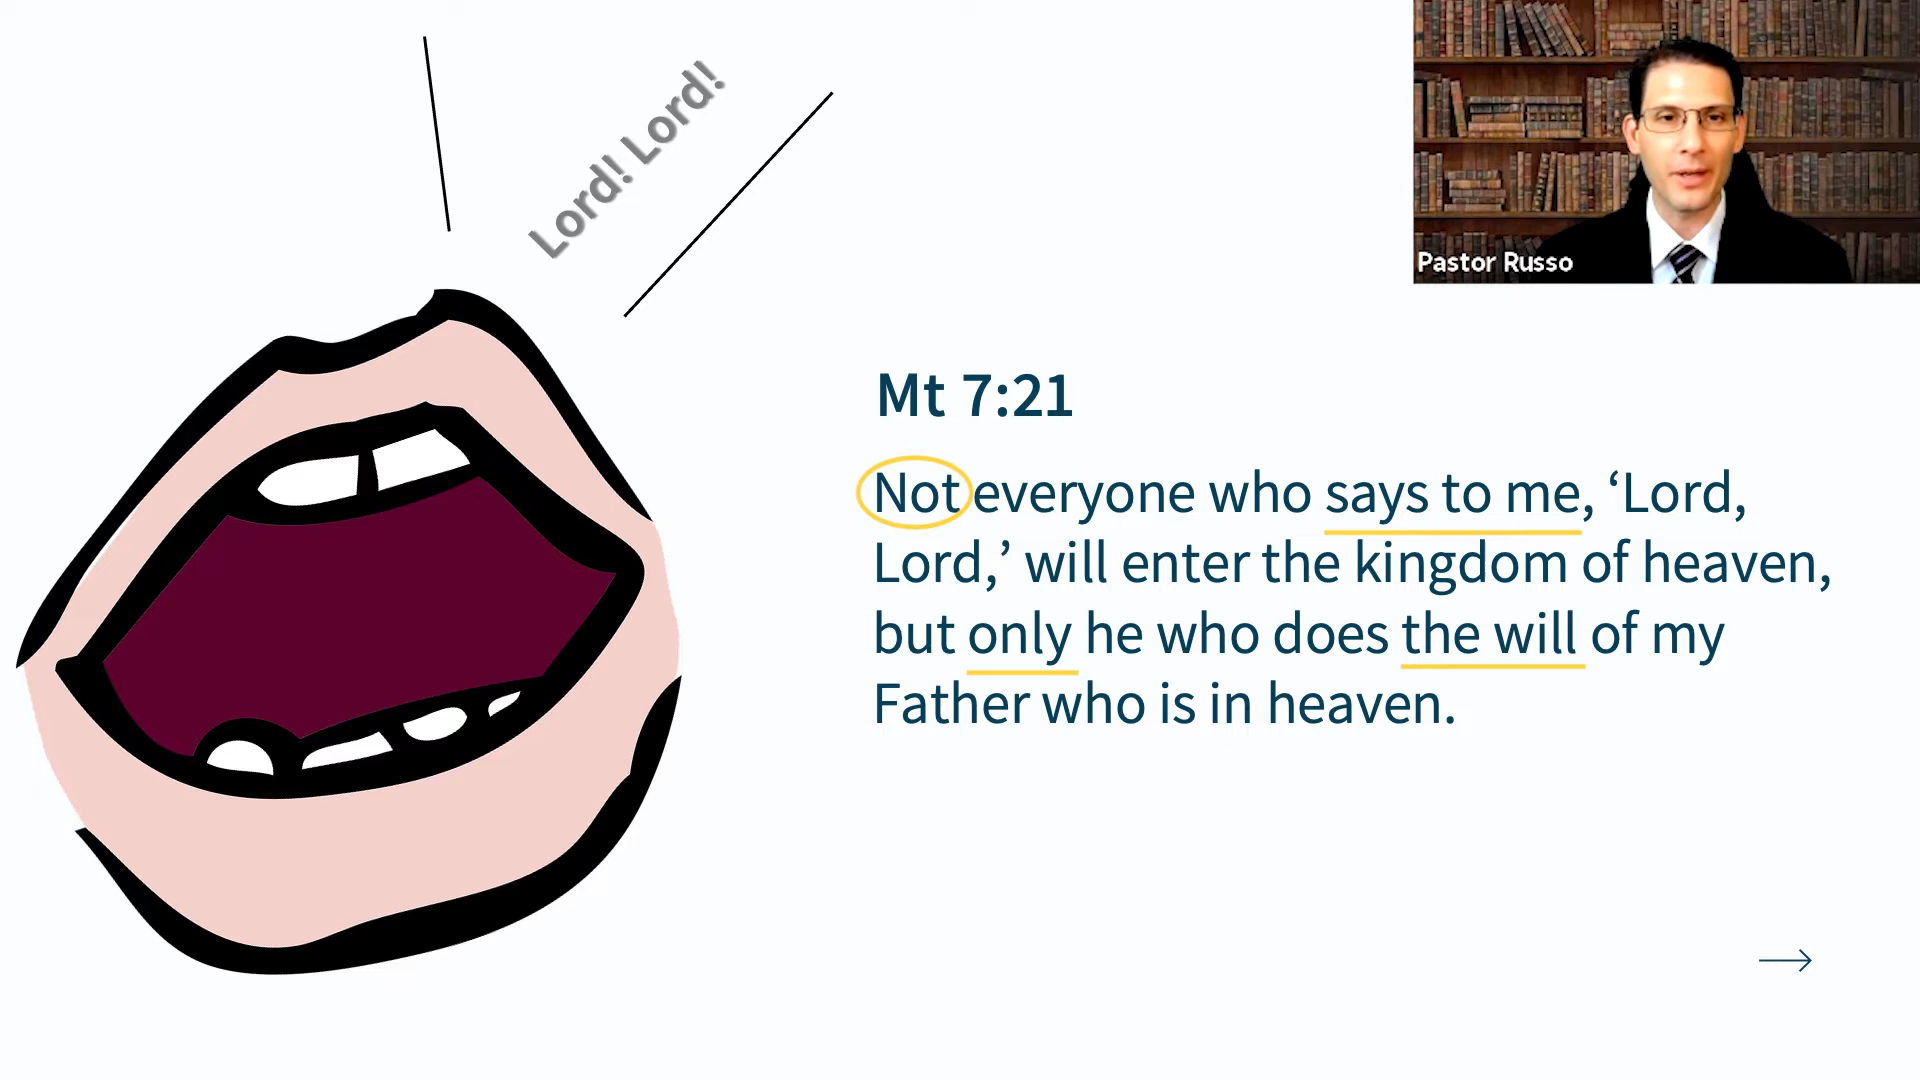 Lord! Lord!
Pastor Russo
Mt 7:21
Not everyone who says to me, ‘Lord,
Lord,’ will enter the kingdom of heaven,
but only he who does the will of my
Father who is in heaven.